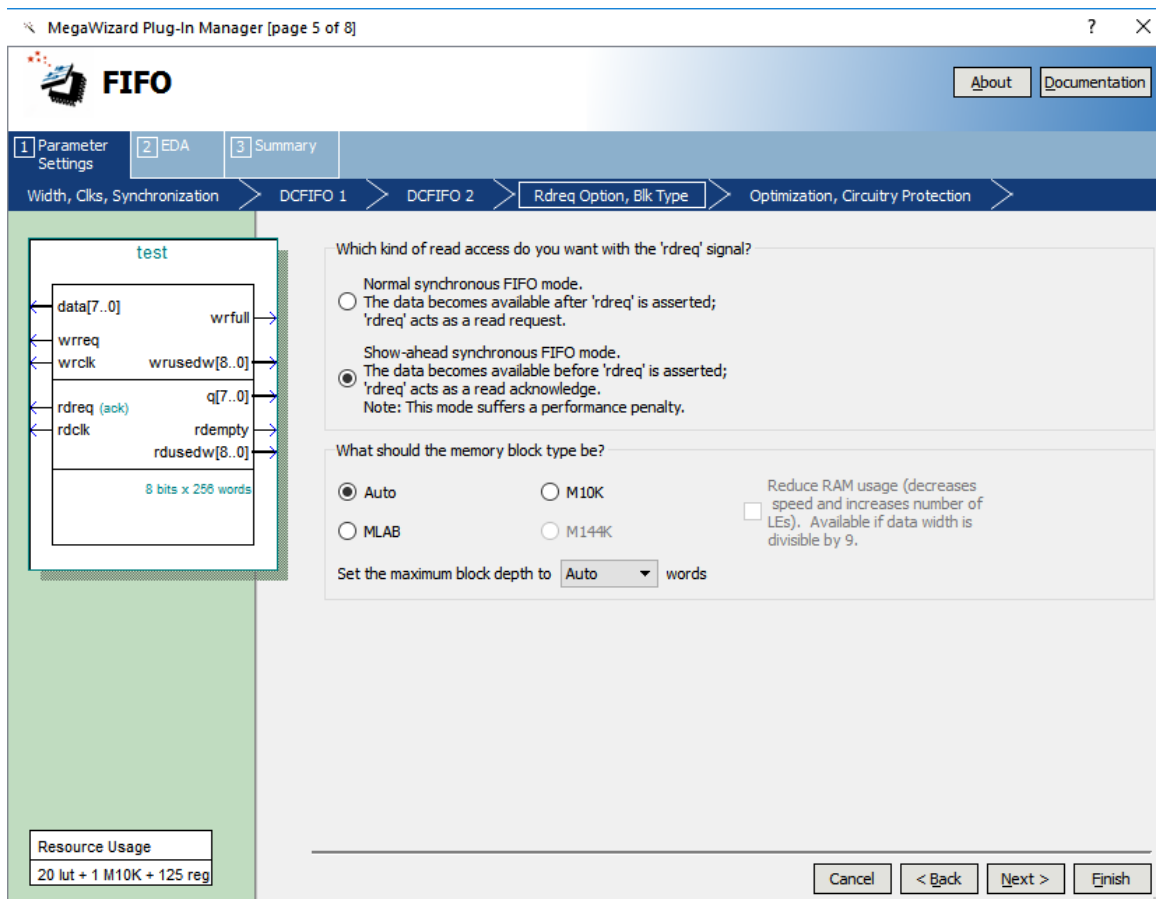 MegaWizard Plug-In Manager [page 5 of 8]
?
FIFO
About
Documentation
1 Parameter
Settings
2 EDA
3 Summary
Width, Clks, Synchronization
DCFIFO 1
DCFIFO 2
Rdreq Option, Blk Type
Optimization, Circuitry Protection
test
data[7..0]
wrfull
wrreq
wrclk
wrusedw[8..0]
q[7..0]
rdreq (ack)
rdclk
rdempty
rdusedw[8..0]
8 bits x 256 words
Which kind of read access do you want with the 'rdreq' signal?
Normal synchronous FIFO mode.
The data becomes available after 'rdreq' is asserted;
'rdreq' acts as a read request.
Show-ahead synchronous FIFO mode.
The data becomes available before 'rdreq' is asserted;
'rdreq' acts as a read acknowledge.
Note: This mode suffers a performance penalty.
What should the memory block type be?
Auto
M10K
MLAB
M144K
Reduce RAM usage (decreases
speed and increases number of
LEs). Available if data width is
divisible by 9.
Set the maximum block depth to Auto words
Resource Usage
20 lut + 1 M10K + 125 reg
Cancel
< Back
Next >
Finish